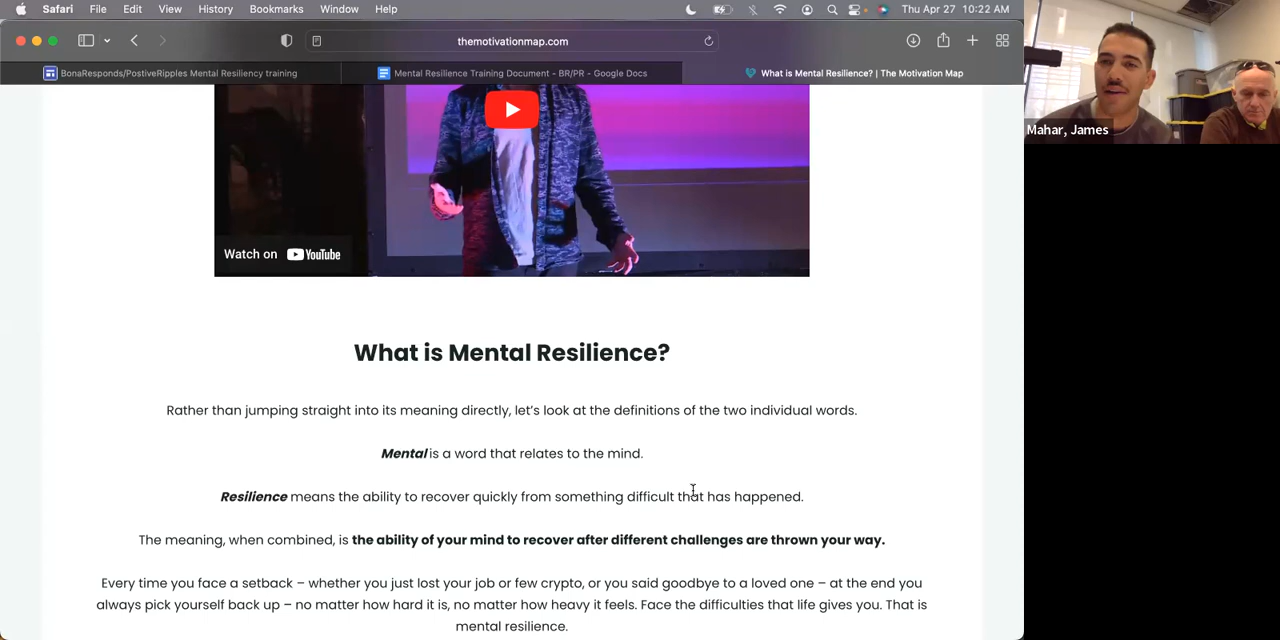 Safari File Edit View History Bookmarks Window Help Thu Apr 27 10:22 AM
themotivationmap.com
BonaResponds/PostiveRipples Mental Resiliency training
Mental Resilience Training Document - BR/PR - Google Docs
What is Mental Resilience? | The Motivation Map
Mahar, James
Watch on YouTube
What is Mental Resilience?
Rather than jumping straight into its meaning directly, let's look at the definitions of the two individual words.
Mental is a word that relates to the mind.
Resilience means the ability to recover quickly from something difficult that has happened.
The meaning, when combined, is the ability of your mind to recover after different challenges are thrown your way.
Every time you face a setback – whether you just lost your job or few crypto, or you said goodbye to a loved one – at the end you
always pick yourself back up – no matter how hard it is, no matter how heavy it feels. Face the difficulties that life gives you. That is
mental resilience.